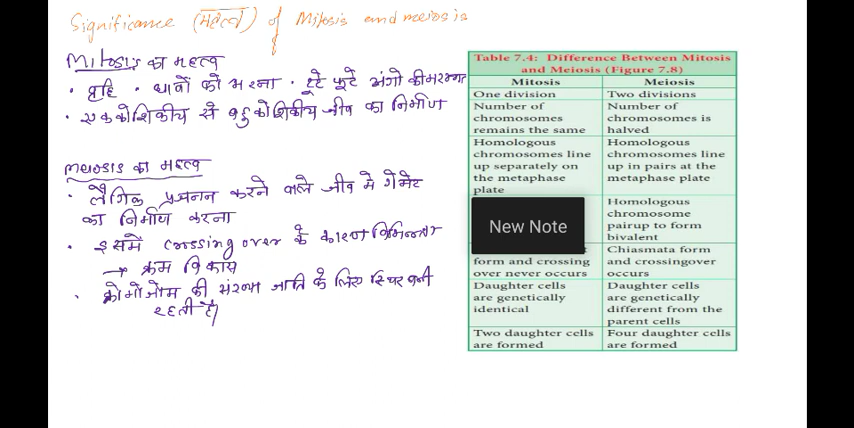 Significance (महत्व) of Mitosis and meiosis
Mitosis का महत्व
· वृद्धि · घावों को भरना · टूटे फूटे अंगो की मरम्मत
· एककोशिकीय से बहुकोशिकीय जीव का निर्माण
meiosis का महत्व
· लैंगिक प्रजनन करने वाले जीव मे गेमेट
का निर्माण करना
· इसमें crossing over के कारण विभिन्नता
→ क्रम विकास
· क्रोमोजोम की संख्या जाति के लिए स्थिर बनी
रहती है|
Table 7.4: Difference Between Mitosis
and Meiosis (Figure 7.8)
Mitosis Meiosis
One division Two divisions
Number of Number of
chromosomes chromosomes is
remains the same halved
Homologous Homologous
chromosomes line chromosomes line
up separately on up in pairs at the
the metaphase metaphase plate
plate
Homologous
chromosome
pairup to form
bivalent
New Note
Chiasmata form
form and crossing and crossingover
over never occurs occurs
Daughter cells Daughter cells
are genetically are genetically
identical different from the
parent cells
Two daughter cells Four daughter cells
are formed are formed